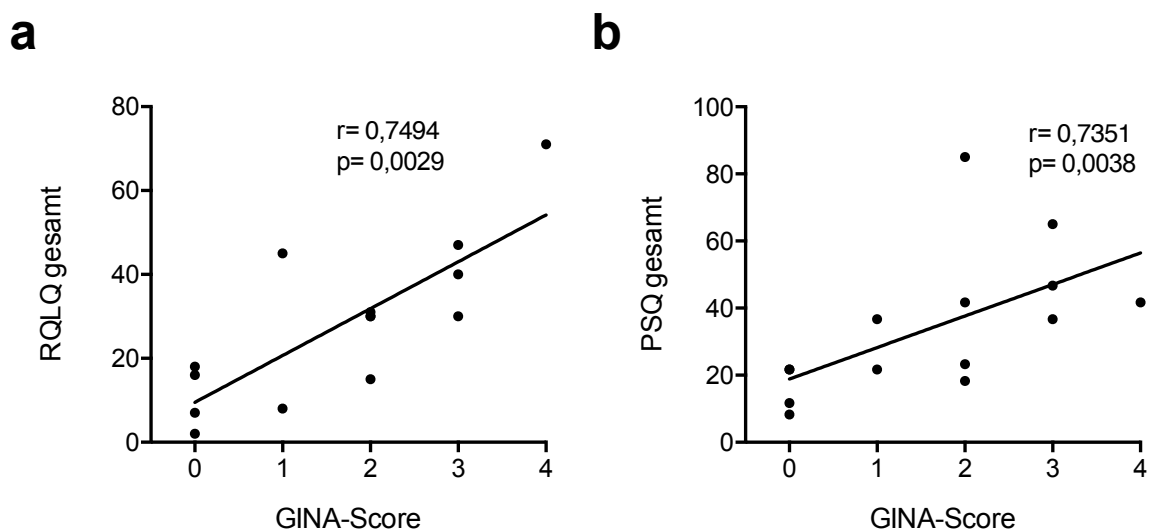 a
r= 0,7494
p= 0,0029
RQLQ gesamt
80
60
40
20
0
0 1 2 3 4
GINA-Score
b
r= 0,7351
p= 0,0038
PSQ gesamt
100
80
60
40
20
0
0 1 2 3 4
GINA-Score